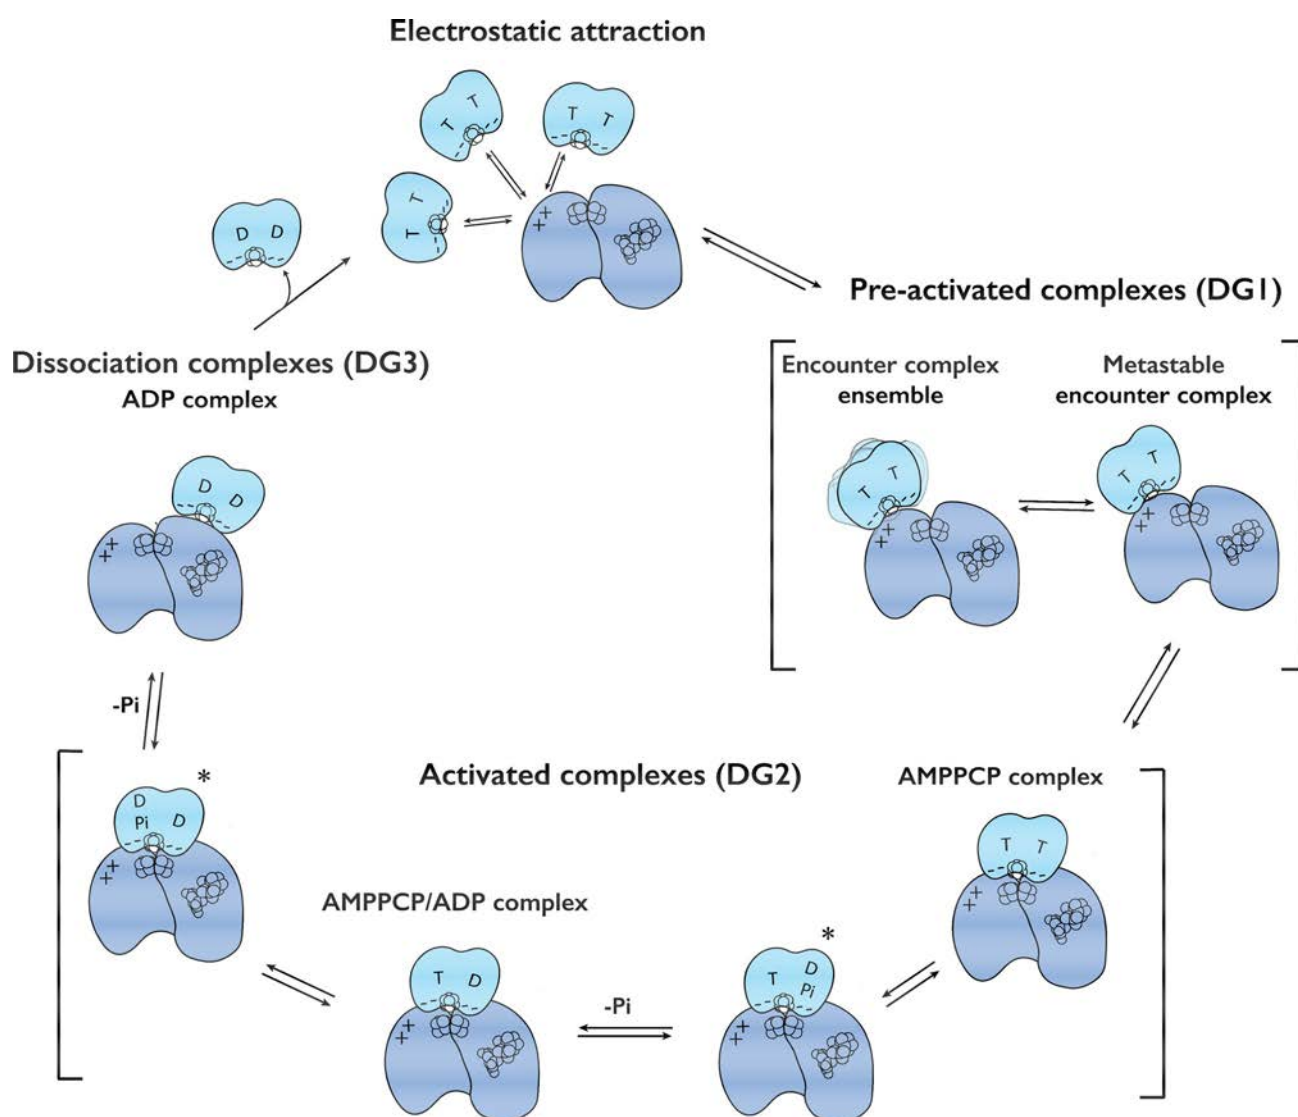 Electrostatic attraction
T T
T T
T T
D D
+ +
Pre-activated complexes (DG1)
Dissociation complexes (DG3)
ADP complex
Encounter complex
ensemble
Metastable
encounter complex
T T
T T
+ +
+ +
D D
+ +
-Pi
Activated complexes (DG2)
AMPPCP complex
*
D
Pi D
+ +
T T
+ +
AMPPCP/ADP complex
*
T D
+ +
-Pi
T D
Pi
+ +